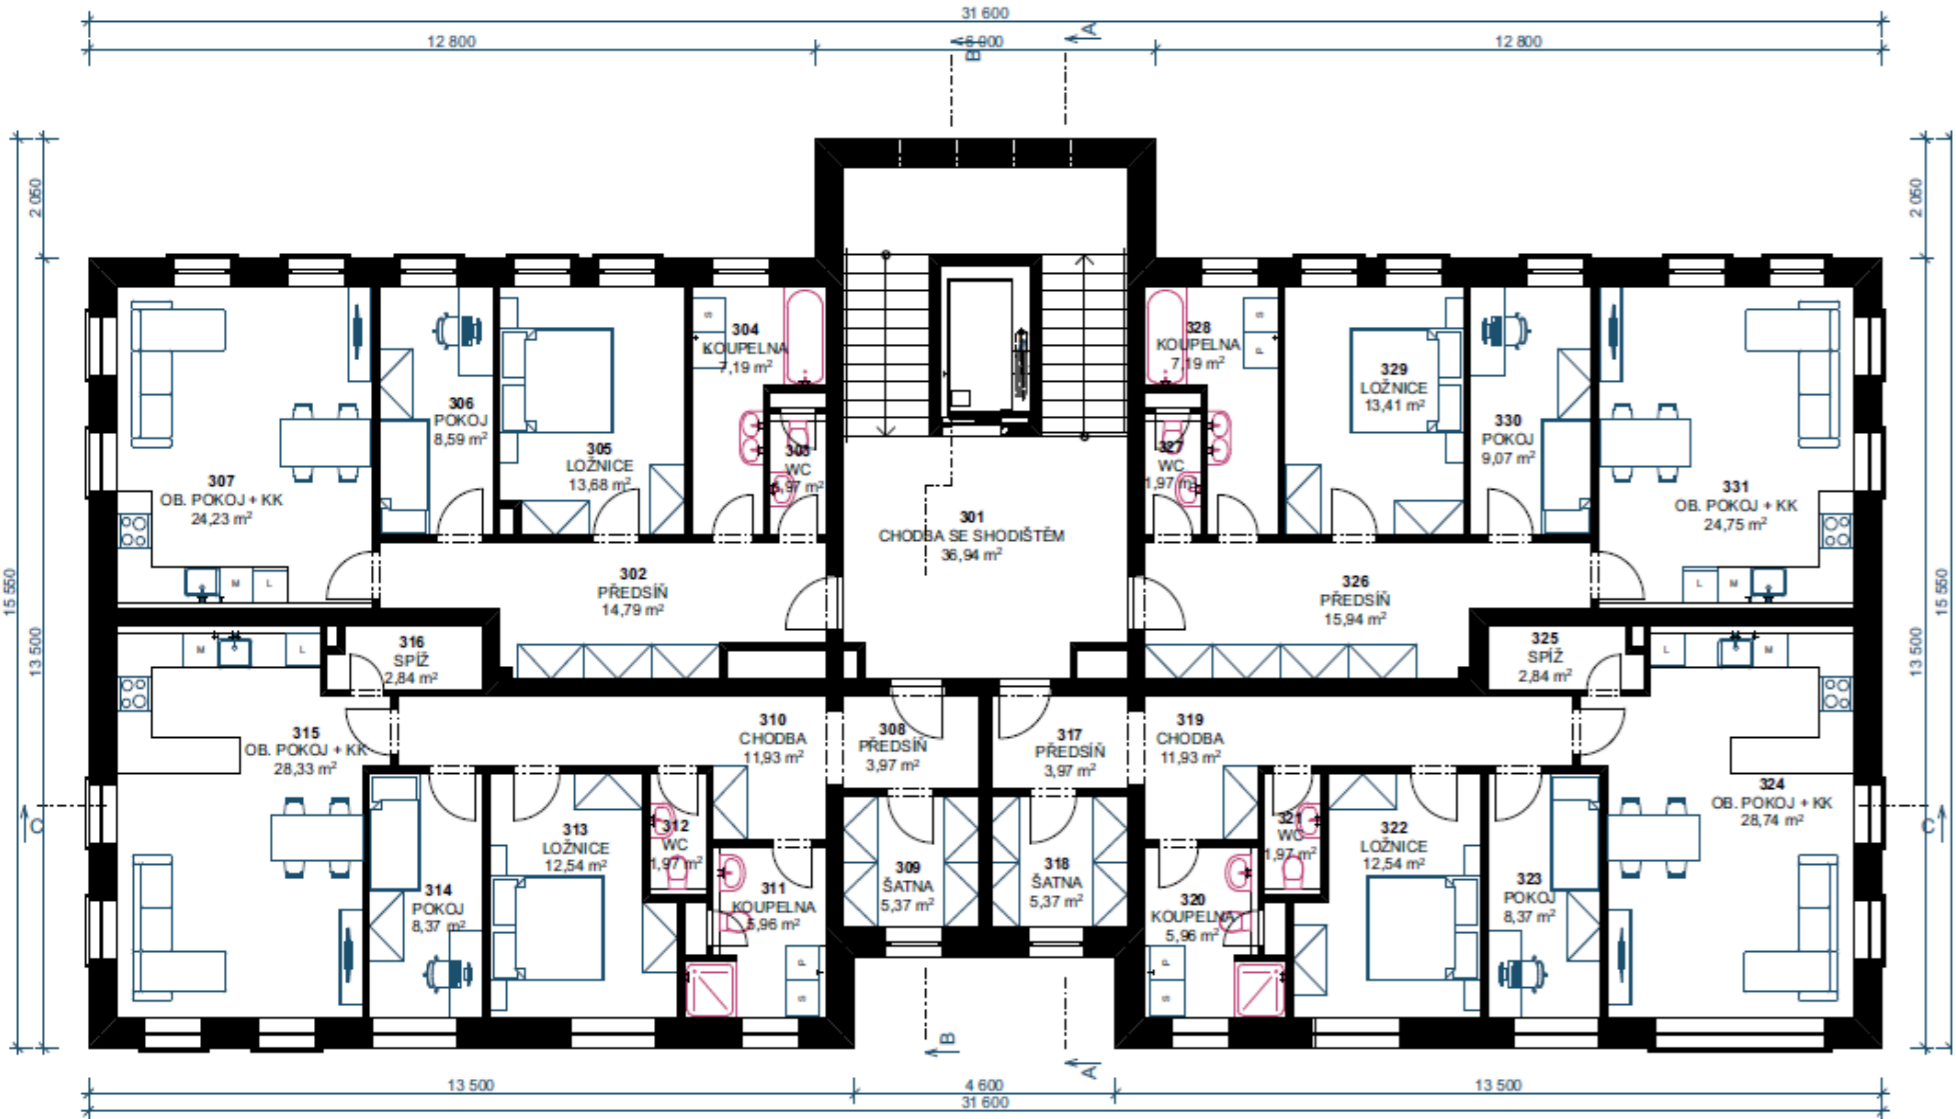 31 600
12 800
6 000
12 800
B
A
2 050
2 050
15 550
13 500
13 500
15 550
304
KOUPELNA
7,19 m²
S
306
POKOJ
8,59 m²
305
LOŽNICE
13,68 m²
303
WC
1,97 m²
307
OB. POKOJ + KK
24,23 m²
M
L
302
PŘEDSÍŇ
14,79 m²
301
CHODBA SE SHODIŠTĚM
36,94 m²
328
KOUPELNA
7,19 m²
S
P
327
WC
1,97 m²
329
LOŽNICE
13,41 m²
330
POKOJ
9,07 m²
331
OB. POKOJ + KK
24,75 m²
L
M
326
PŘEDSÍŇ
15,94 m²
M
L
316
SPÍŽ
2,84 m²
325
SPÍŽ
2,84 m²
L
M
315
OB. POKOJ + KK
28,33 m²
310
CHODBA
11,93 m²
308
PŘEDSÍŇ
3,97 m²
317
PŘEDSÍŇ
3,97 m²
319
CHODBA
11,93 m²
324
OB. POKOJ + KK
28,74 m²
C
C
314
POKOJ
8,37 m²
313
LOŽNICE
12,54 m²
312
WC
1,97 m²
311
KOUPELNA
5,96 m²
P
S
309
ŠATNA
5,37 m²
318
ŠATNA
5,37 m²
320
KOUPELNA
5,96 m²
P
S
321
WC
1,97 m²
322
LOŽNICE
12,54 m²
323
POKOJ
8,37 m²
B
A
13 500
4 600
13 500
31 600